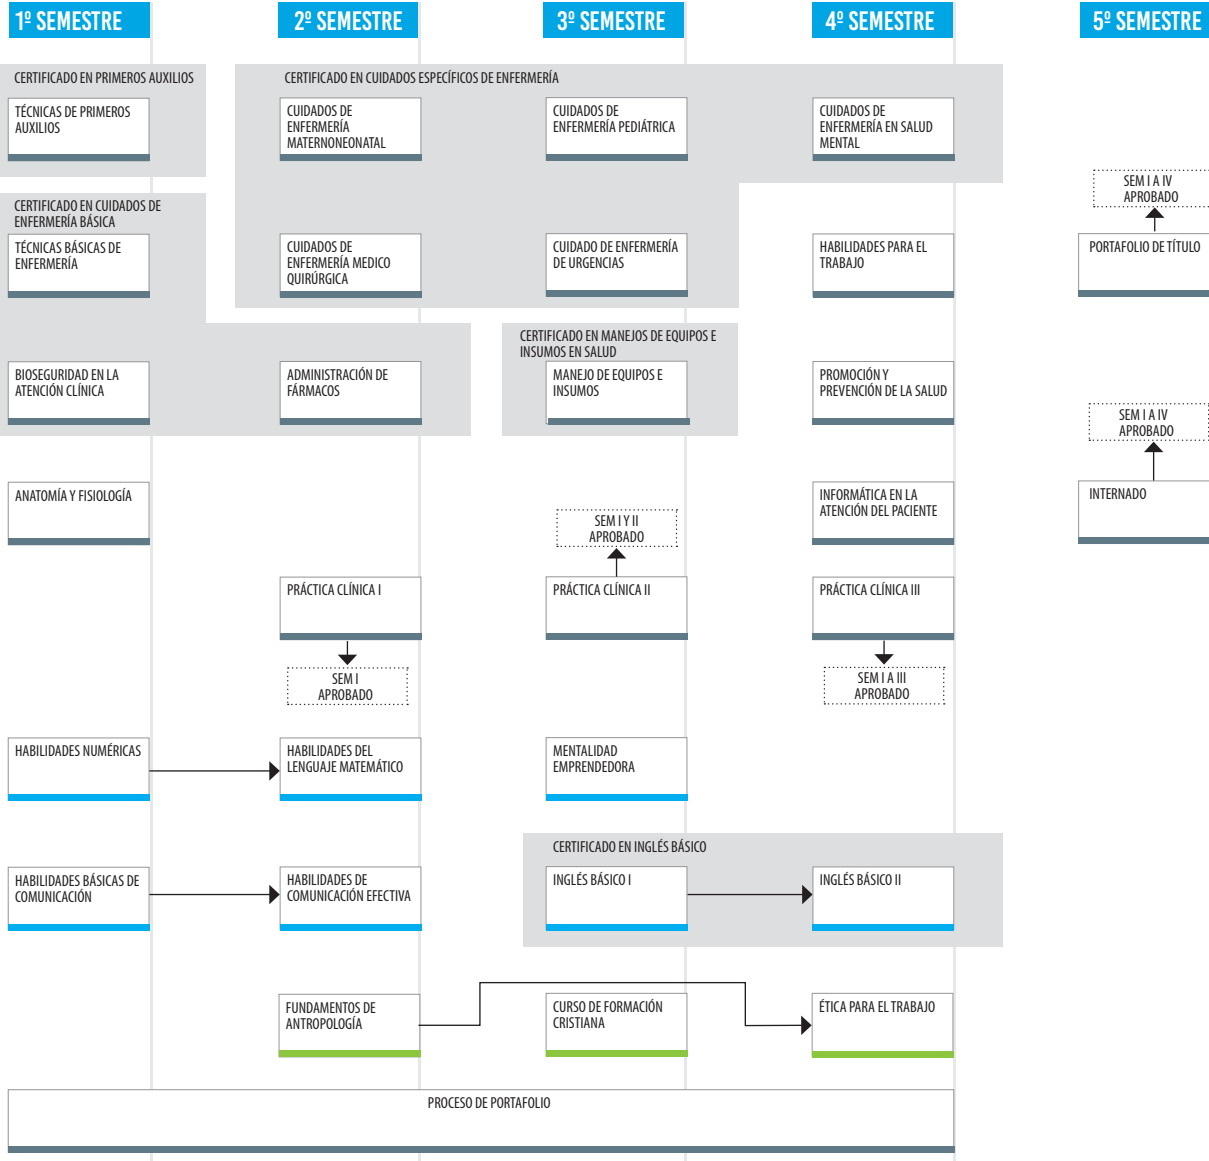 1º SEMESTRE
2º SEMESTRE
3º SEMESTRE
4º SEMESTRE
5º SEMESTRE
CERTIFICADO EN PRIMEROS AUXILIOS
CERTIFICADO EN CUIDADOS ESPECÍFICOS DE ENFERMERÍA
TÉCNICAS DE PRIMEROS
AUXILIOS
CUIDADOS DE
ENFERMERÍA
MATERNONEONATAL
CUIDADOS DE
ENFERMERÍA PEDIÁTRICA
CUIDADOS DE
ENFERMERÍA EN SALUD
MENTAL
SEM I A IV
APROBADO
CERTIFICADO EN CUIDADOS DE
ENFERMERÍA BÁSICA
TÉCNICAS BÁSICAS DE
ENFERMERÍA
CUIDADOS DE
ENFERMERÍA MEDICO
QUIRÚRGICA
CUIDADO DE ENFERMERÍA
DE URGENCIAS
HABILIDADES PARA EL
TRABAJO
PORTAFOLIO DE TÍTULO
CERTIFICADO EN MANEJOS DE EQUIPOS E
INSUMOS EN SALUD
BIOSEGURIDAD EN LA
ATENCIÓN CLÍNICA
ADMINISTRACIÓN DE
FÁRMACOS
MANEJO DE EQUIPOS E
INSUMOS
PROMOCIÓN Y
PREVENCIÓN DE LA SALUD
SEM I A IV
APROBADO
ANATOMÍA Y FISIOLOGÍA
INFORMÁTICA EN LA
ATENCIÓN DEL PACIENTE
INTERNADO
SEM I Y II
APROBADO
PRÁCTICA CLÍNICA I
PRÁCTICA CLÍNICA II
PRÁCTICA CLÍNICA III
SEM I
APROBADO
SEM I A III
APROBADO
HABILIDADES NUMÉRICAS
HABILIDADES DEL
LENGUAJE MATEMÁTICO
MENTALIDAD
EMPRENDEDORA
CERTIFICADO EN INGLÉS BÁSICO
HABILIDADES BÁSICAS DE
COMUNICACIÓN
HABILIDADES DE
COMUNICACIÓN EFECTIVA
INGLÉS BÁSICO I
INGLÉS BÁSICO II
FUNDAMENTOS DE
ANTROPOLOGÍA
CURSO DE FORMACIÓN
CRISTIANA
ÉTICA PARA EL TRABAJO
PROCESO DE PORTAFOLIO